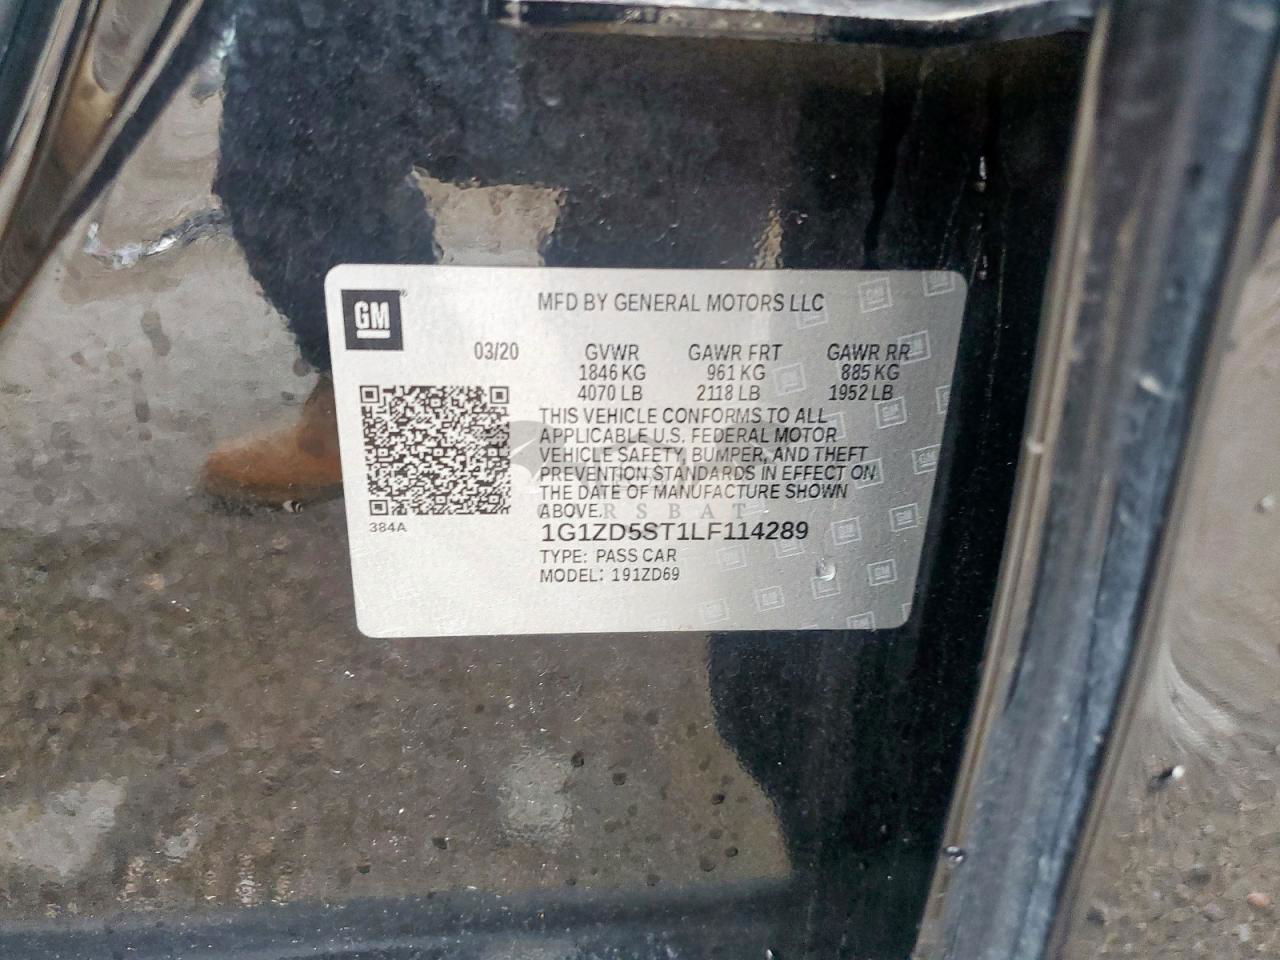 GM
MFD BY GENERAL MOTORS LLC
03/20 GVWR GAWR FRT GAWR RR
1846 KG 961 KG 885 KG
4070 LB 2118 LB 1952 LB
THIS VEHICLE CONFORMS TO ALL
APPLICABLE U.S. FEDERAL MOTOR
VEHICLE SAFETY, BUMPER, AND THEFT
PREVENTION STANDARDS IN EFFECT ON
THE DATE OF MANUFACTURE SHOWN
ABOVE.
384A
1G1ZD5ST1LF114289
TYPE: PASS CAR
MODEL: 191ZD69